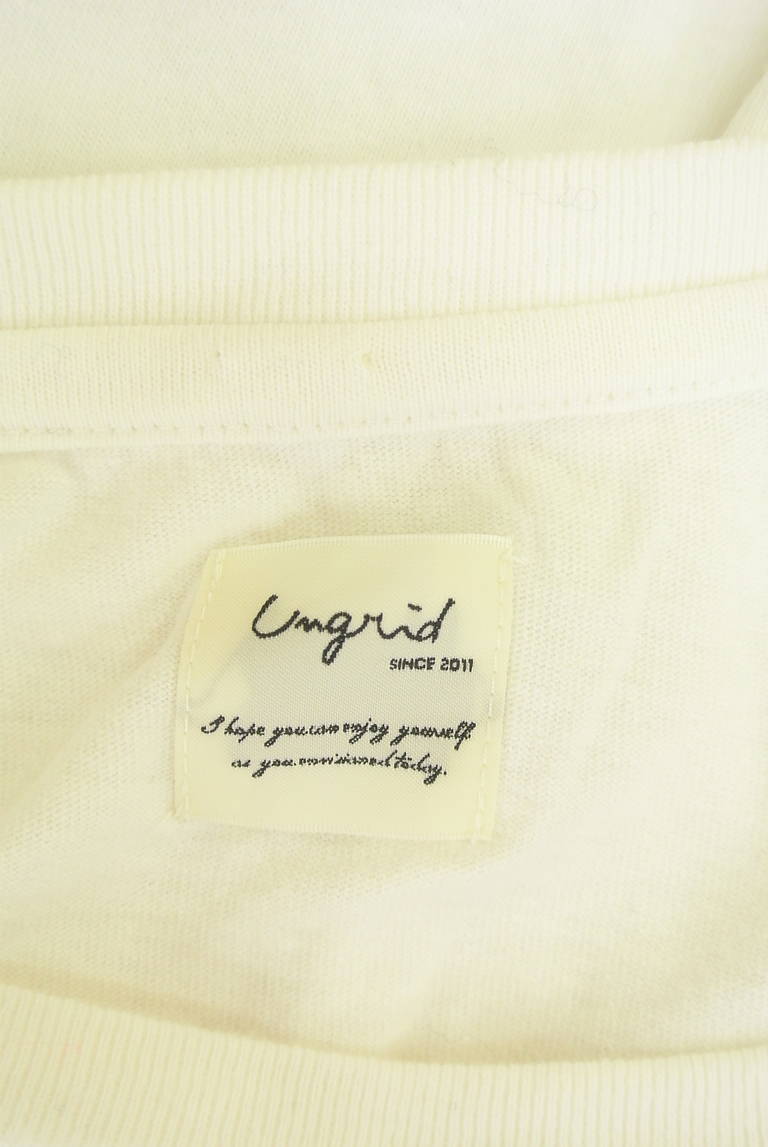 Ungrid
SINCE 2011
I hope you can enjoy yourself.
as you envisioned today.